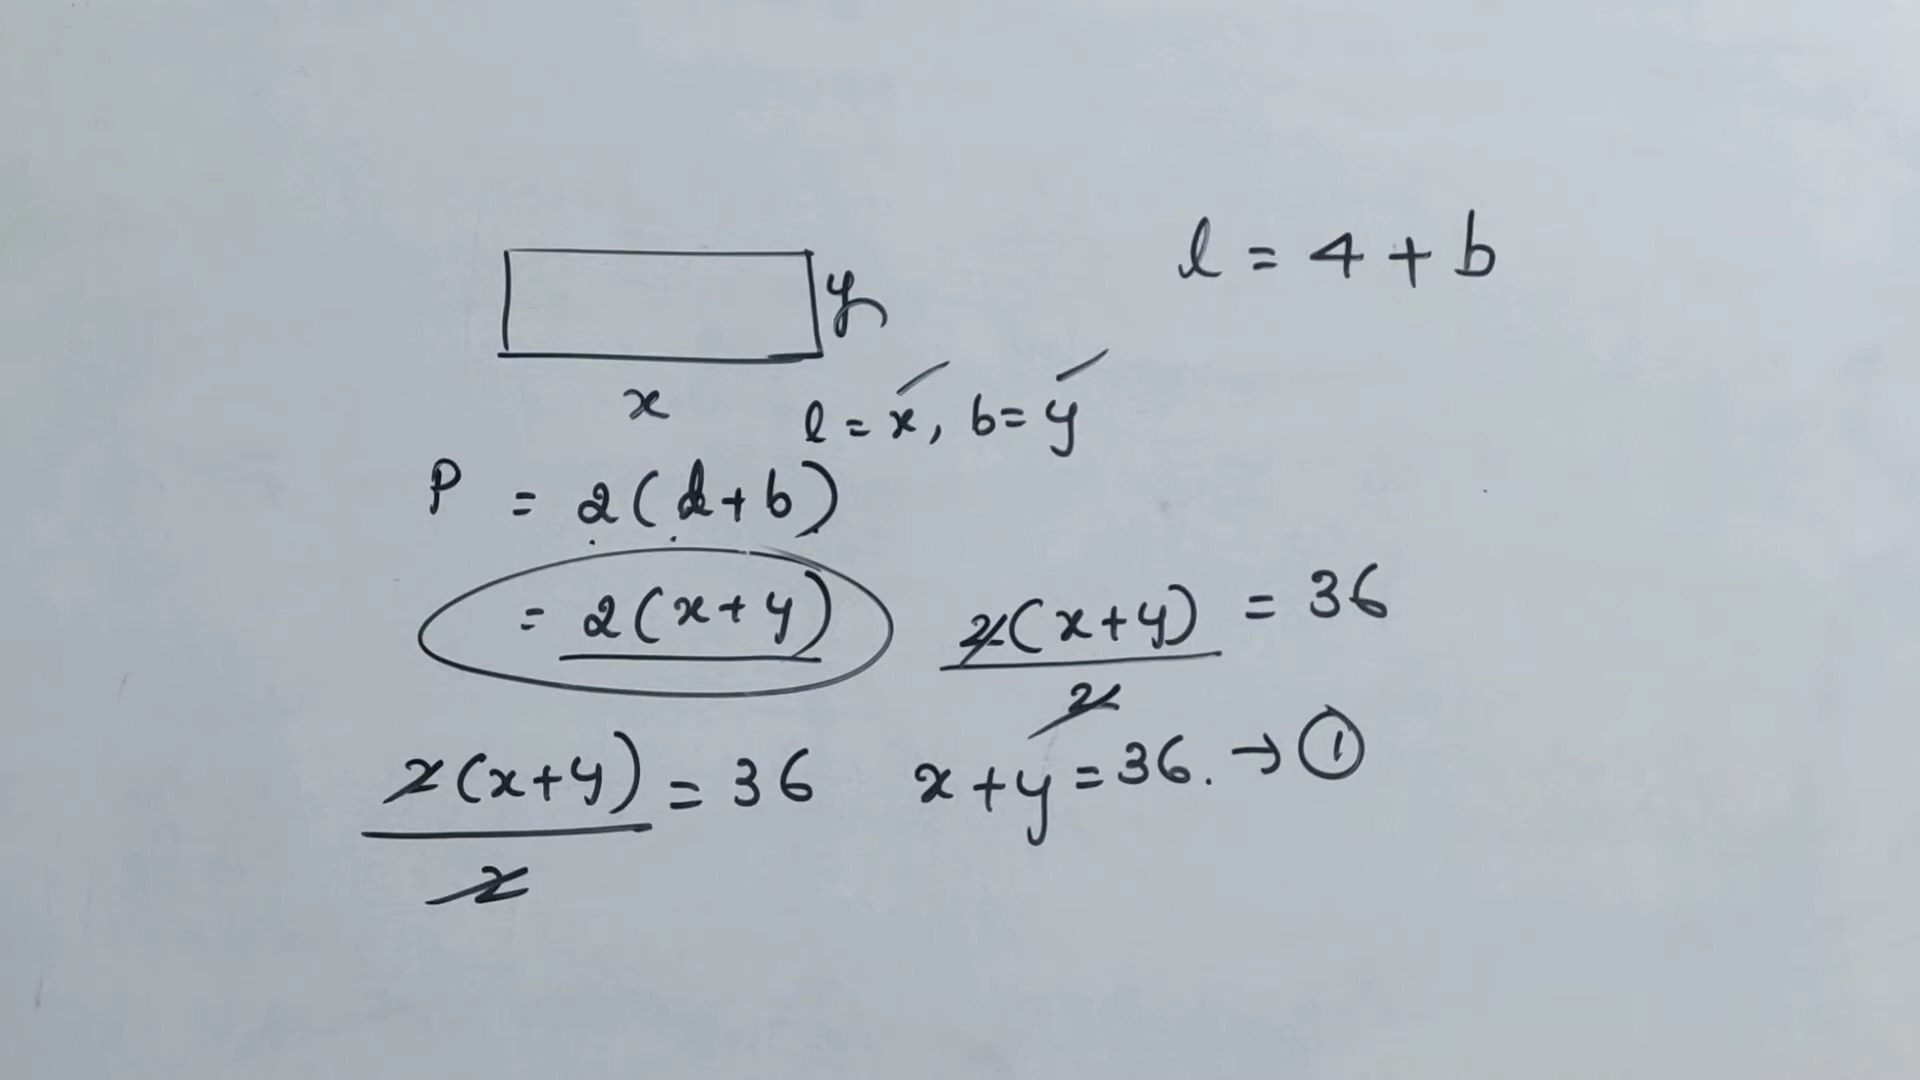 l = 4 + b
y
x
l = x, b = y
P = 2(l+b)
= 2(x+y)
2(x+y)/2 = 36
2(x+y)/2 = 36
x+y = 36. → ①